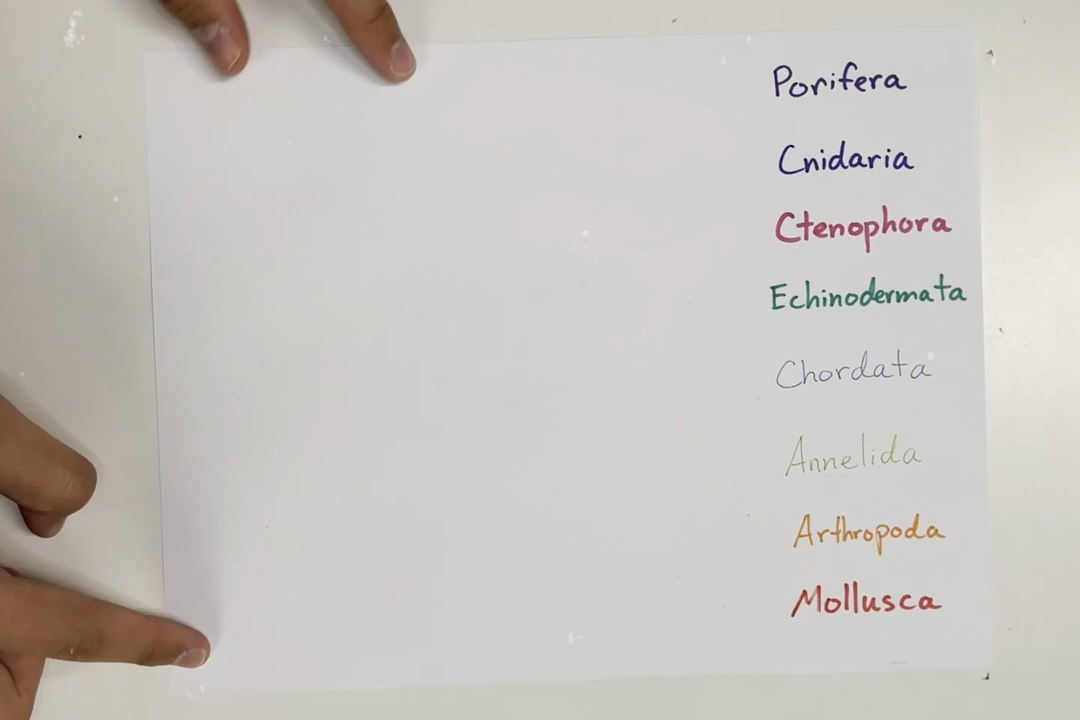 Porifera
Cnidaria
Ctenophora
Echinodermata
Chordata
Annelida
Arthropoda
Mollusca